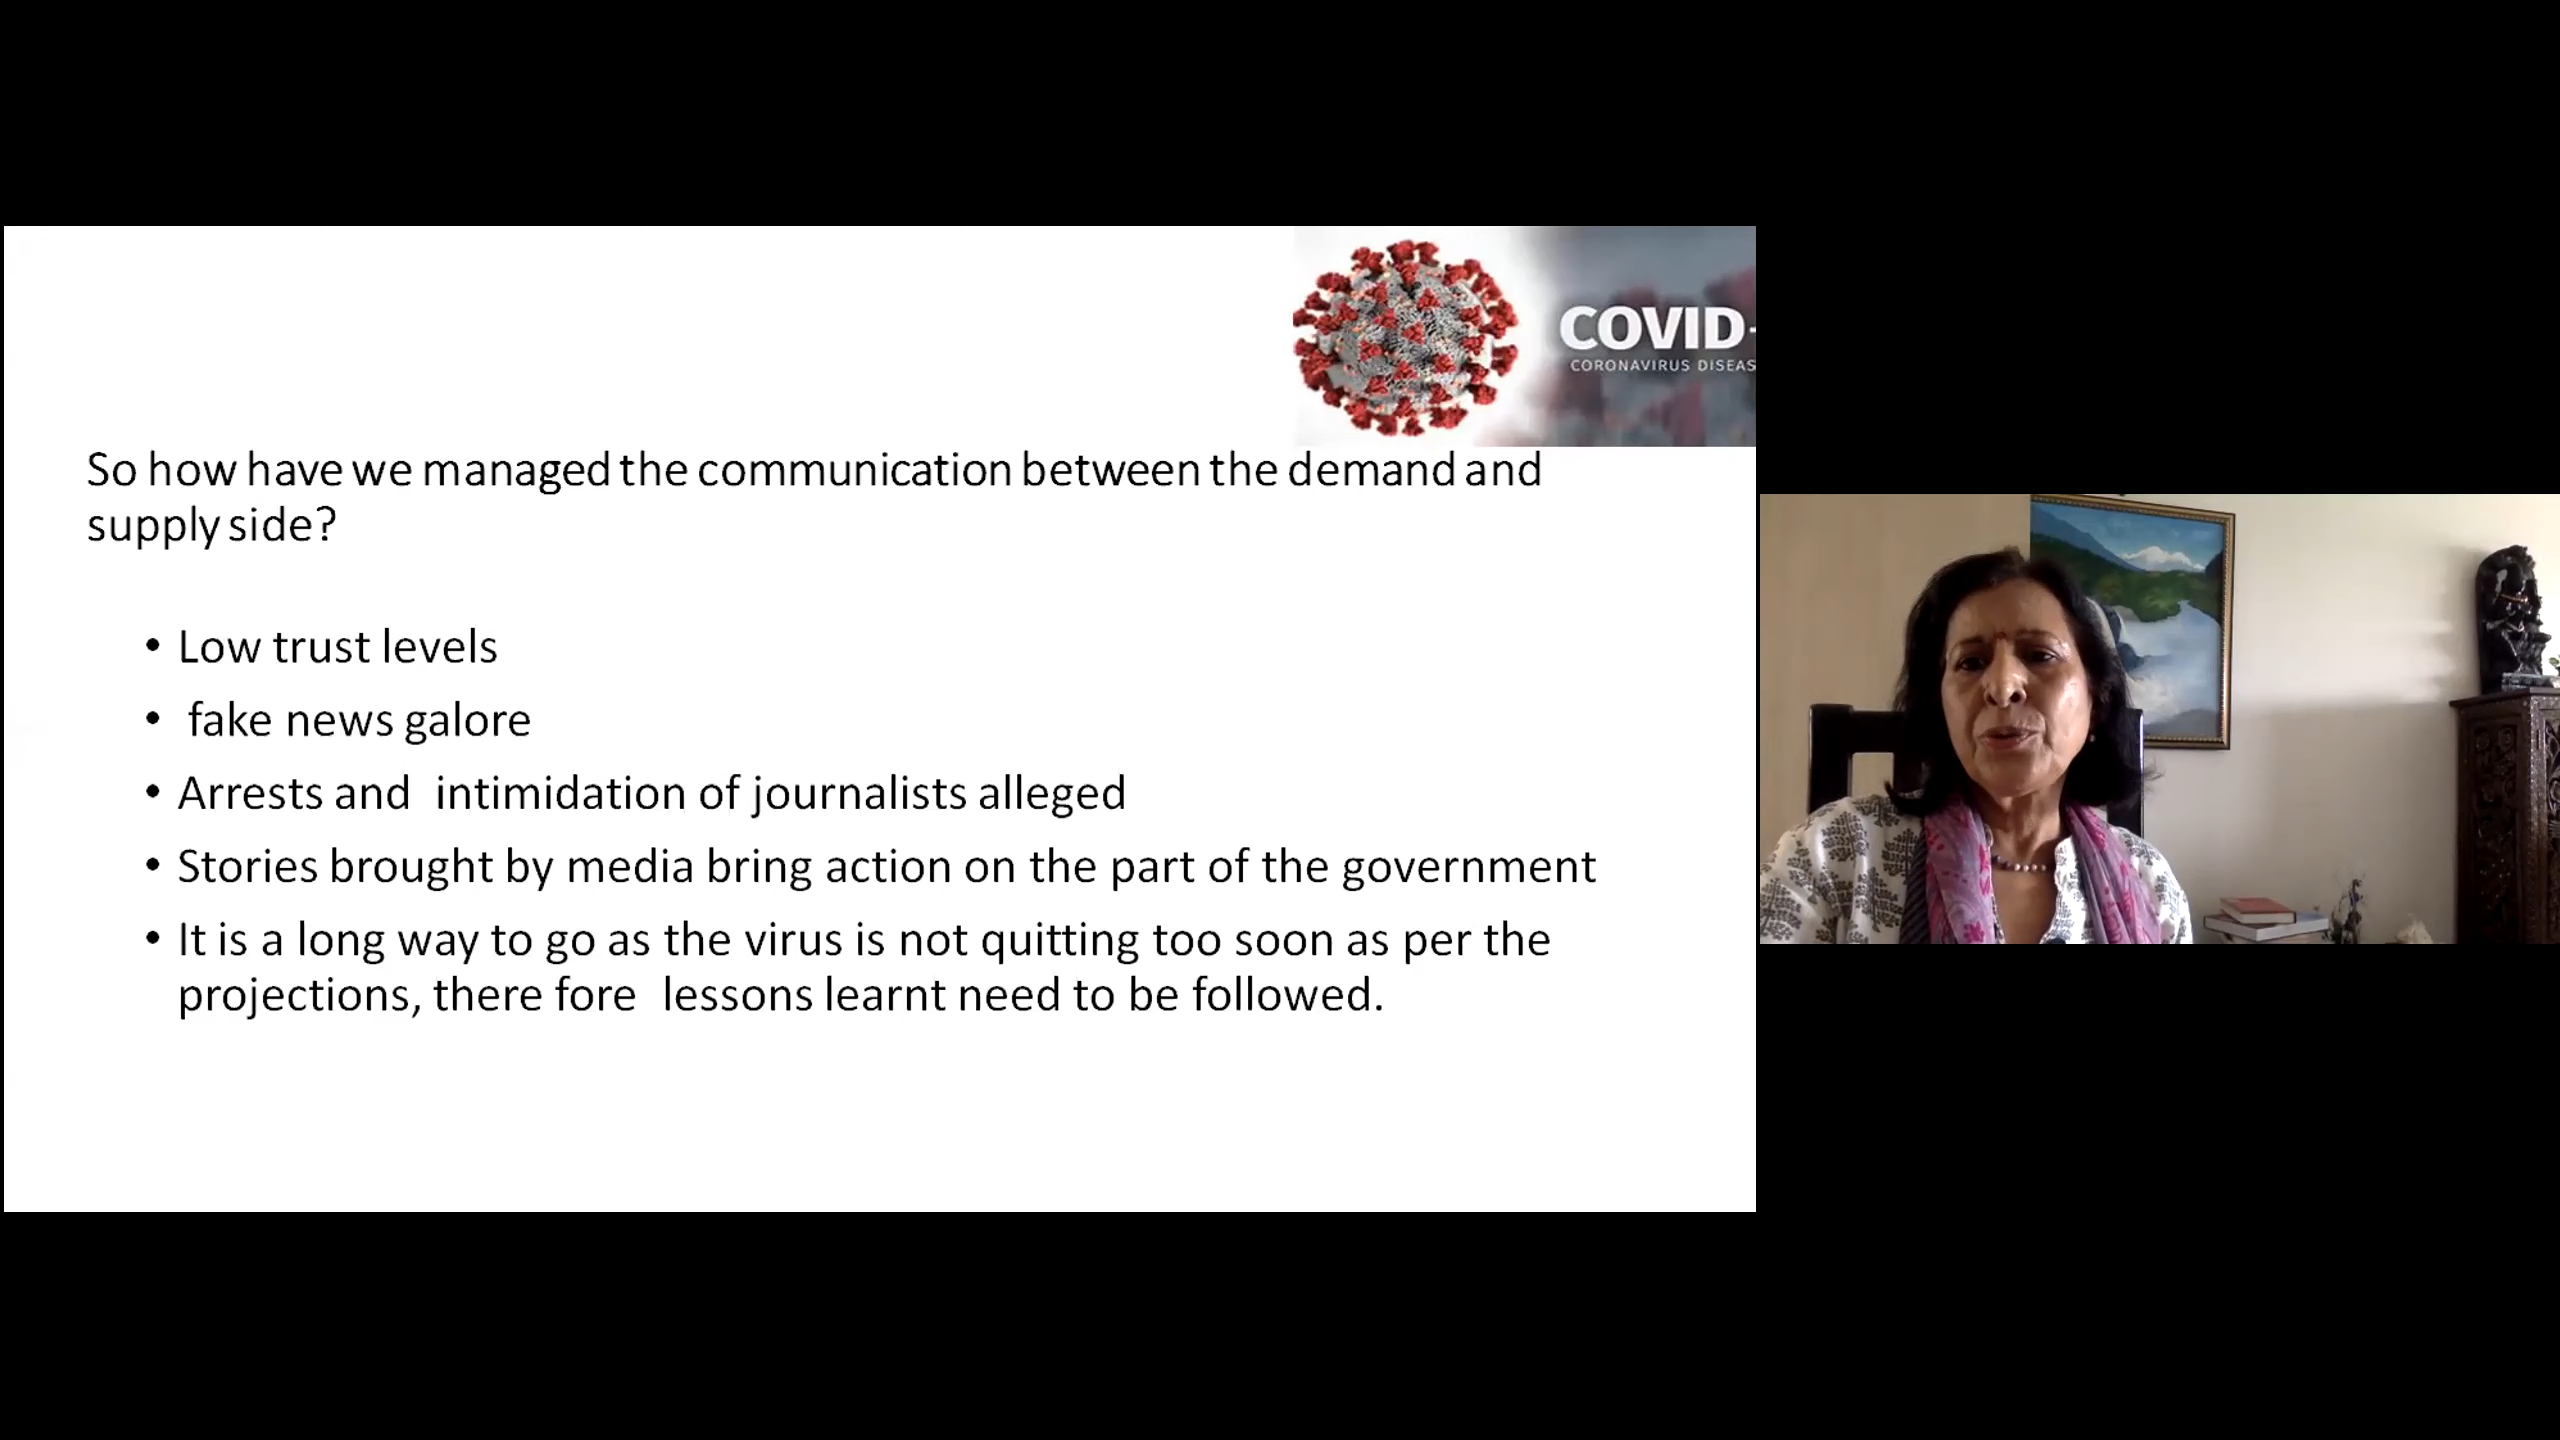 COVID-
CORONAVIRUS DISEAS
So how have we managed the communication between the demand and
supply side?
• Low trust levels
• fake news galore
• Arrests and intimidation of journalists alleged
• Stories brought by media bring action on the part of the government
• It is a long way to go as the virus is not quitting too soon as per the
projections, there fore lessons learnt need to be followed.